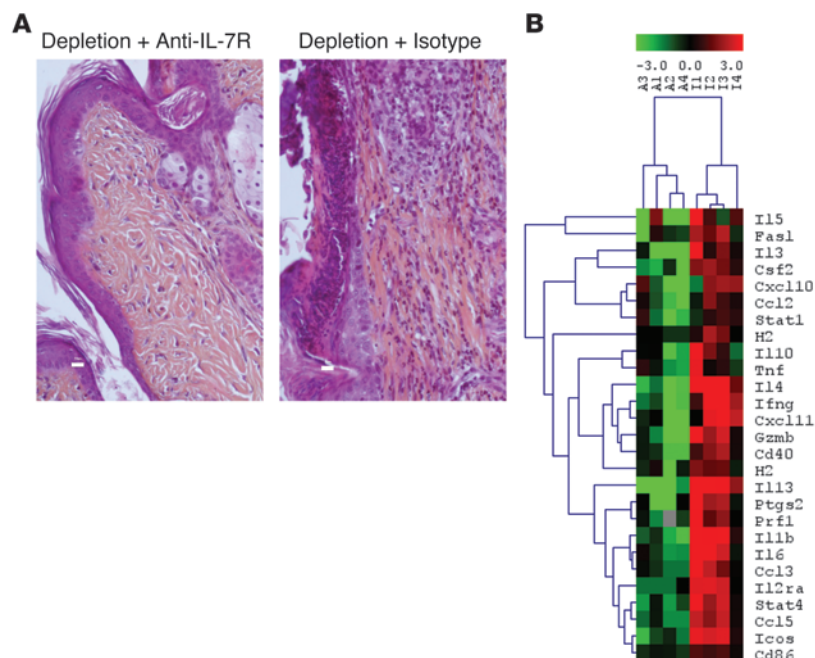 A
Depletion + Anti-IL-7R
Depletion + Isotype
B
-3.0 0.0 3.0
A3 A1 A2 A4 I1 I2 I3 I4
Il5
Fasl
Il3
Csf2
Cxcl10
Ccl2
Stat1
H2
Il10
Tnf
Il4
Ifng
Cxcl11
Gzmb
Cd40
H2
Il13
Ptgs2
Prf1
Il1b
Il6
Ccl3
Il2ra
Stat4
Ccl5
Icos
Cd86